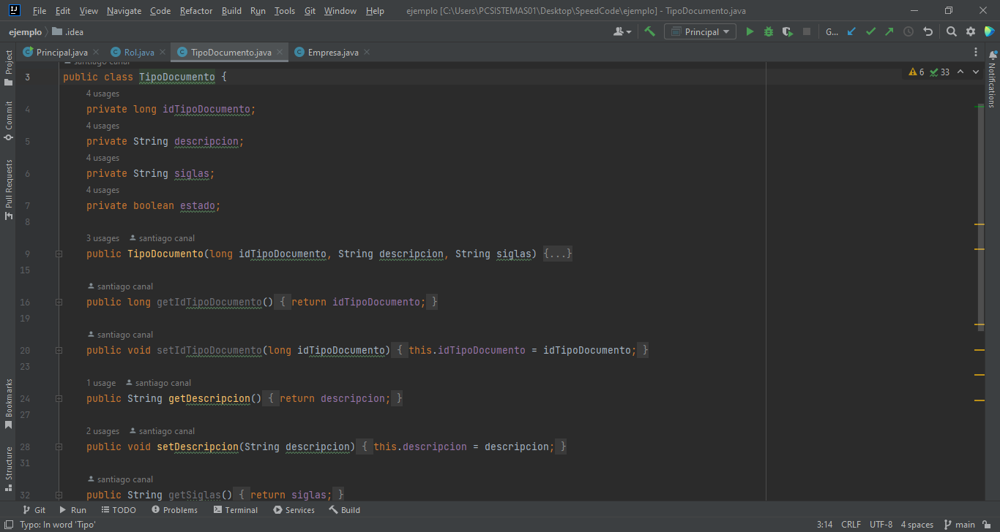 File Edit View Navigate Code Refactor Build Run Tools Git Window Help ejemplo [C:\Users\PCSISTEMAS01\Desktop\SpeedCode\ejemplo] - TipoDocumento.java
ejemplo .idea Principal G...
Principal.java Rol.java TipoDocumento.java Empresa.java
santiago canal
3 public class TipoDocumento { 6 33
4 usages
4 private long idTipoDocumento;
4 usages
5 private String descripcion;
4 usages
6 private String siglas;
4 usages
7 private boolean estado;
8
3 usages santiago canal
9 public TipoDocumento(long idTipoDocumento, String descripcion, String siglas) {...}
15
santiago canal
16 public long getIdTipoDocumento() { return idTipoDocumento; }
19
santiago canal
20 public void setIdTipoDocumento(long idTipoDocumento) { this.idTipoDocumento = idTipoDocumento; }
23
1 usage santiago canal
24 public String getDescripcion() { return descripcion; }
27
2 usages santiago canal
28 public void setDescripcion(String descripcion) { this.descripcion = descripcion; }
31
santiago canal
32 public String getSiglas() { return siglas; }
Project
Commit
Pull Requests
Bookmarks
Structure
Notifications
Git Run TODO Problems Terminal Services Build
Typo: In word 'Tipo' 3:14 CRLF UTF-8 4 spaces main